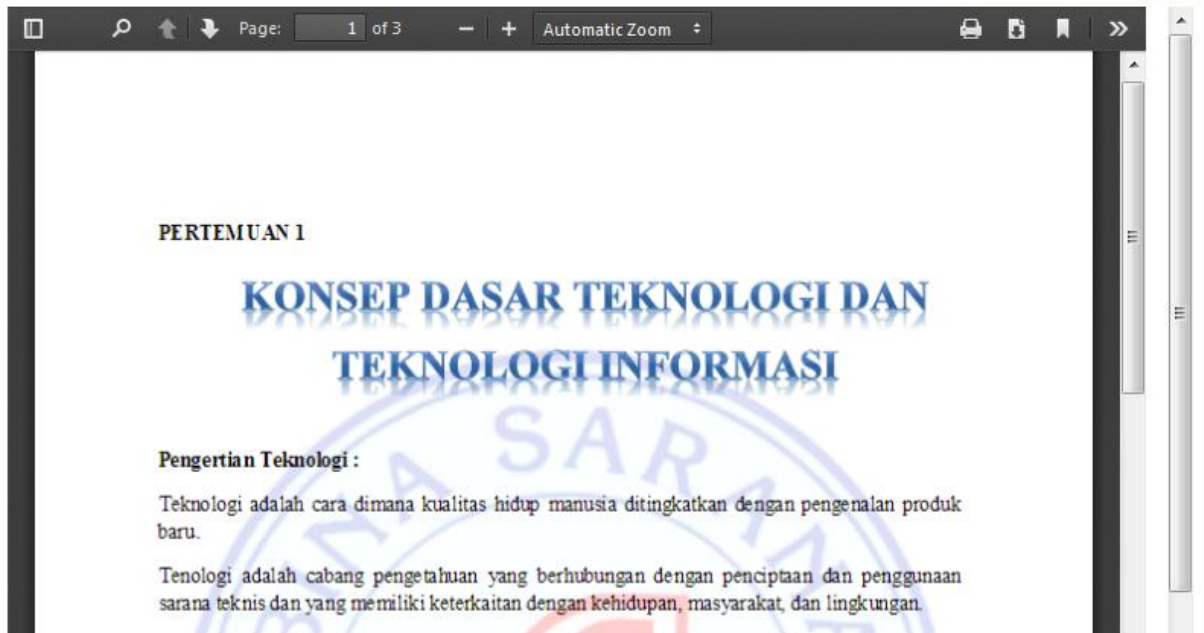 Page: 1 of 3 Automatic Zoom
PERTEMUAN 1
KONSEP DASAR TEKNOLOGI DAN
TEKNOLOGI INFORMASI
Pengertian Teknologi :
Teknologi adalah cara dimana kualitas hidup manusia ditingkatkan dengan pengenalan produk
baru.
Tenologi adalah cabang pengetahuan yang berhubungan dengan penciptaan dan penggunaan
sarana teknis dan yang memiliki keterkaitan dengan kehidupan, masyarakat, dan lingkungan.
BINA SARANA